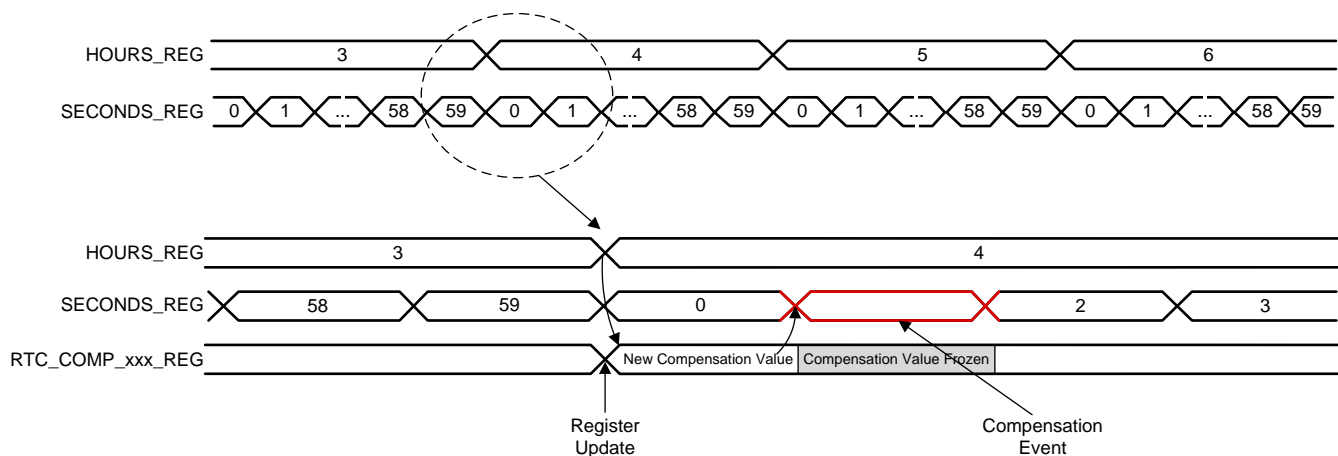 HOURS_REG 3 4 5 6
SECONDS_REG 0 1 ... 58 59 0 1 ... 58 59 0 1 ... 58 59 0 1 ... 58 59
HOURS_REG 3 4
SECONDS_REG 58 59 0 2 3
RTC_COMP_xxx_REG New Compensation Value Compensation Value Frozen
Register
Update
Compensation
Event